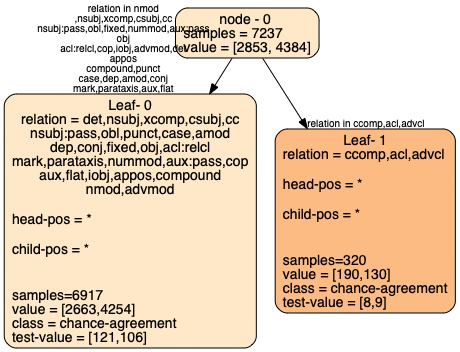 relation in nmod
,nsubj,xcomp,csubj,cc
nsubj:pass,obl,fixed,nummod,aux:pass
obj
acl:relcl,cop,iobj,advmod,det
appos
compound,punct
case,dep,amod,conj
mark,parataxis,aux,flat
node - 0
samples = 7237
value = [2853, 4384]
Leaf- 0
relation = det,nsubj,xcomp,csubj,cc
nsubj:pass,obl,punct,case,amod
dep,conj,fixed,obj,acl:relcl
mark,parataxis,nummod,aux:pass,cop
aux,flat,iobj,appos,compound
nmod,advmod
head-pos = *
child-pos = *
samples=6917
value = [2663,4254]
class = chance-agreement
test-value = [121,106]
relation in ccomp,acl,advcl
Leaf- 1
relation = ccomp,acl,advcl
head-pos = *
child-pos = *
samples=320
value = [190,130]
class = chance-agreement
test-value = [8,9]